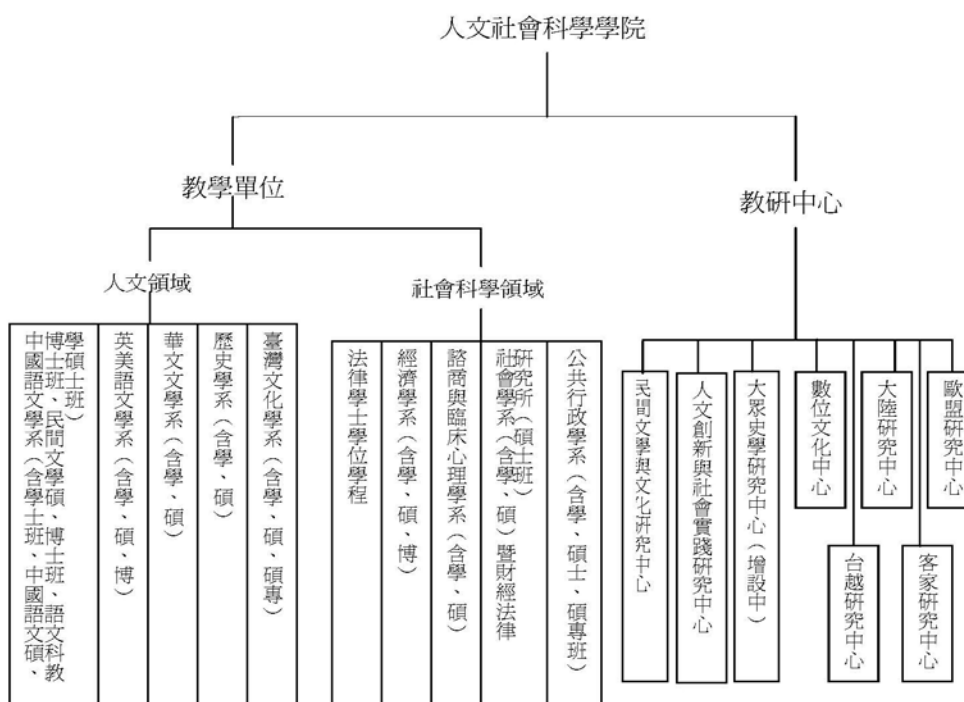 人文社會科學學院
教學單位
教研中心
人文領域
社會科學領域
中國語文學系（含學士班、中國語文碩、
博士班、民間文學碩、博士班、語文科教
學碩士班）
英美語文學系（含學、碩、博）
華文文學系（含學、碩）
歷史學系（含學、碩）
臺灣文化學系（含學、碩、碩專）
法律學士學位學程
經濟學系（含學、碩、博）
諮商與臨床心理學系（含學、碩）
社會學系（含學、碩）暨財經法律
研究所（碩士班）
公共行政學系（含學、碩士、碩專班）
民間文學與文化研究中心
人文創新與社會實踐研究中心
大眾史學研究中心（增設中）
數位文化中心
台越研究中心
大陸研究中心
客家研究中心
歐盟研究中心